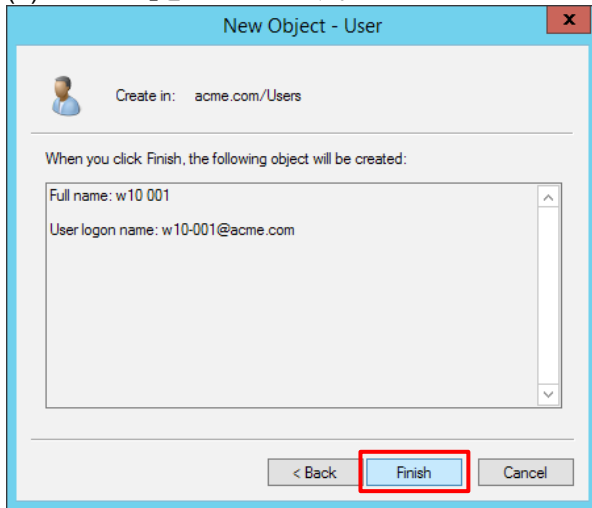 New Object - User
x
Create in: acme.com/Users
When you click Finish, the following object will be created:
Full name: w10 001
User logon name: w10-001@acme.com
< Back Finish Cancel